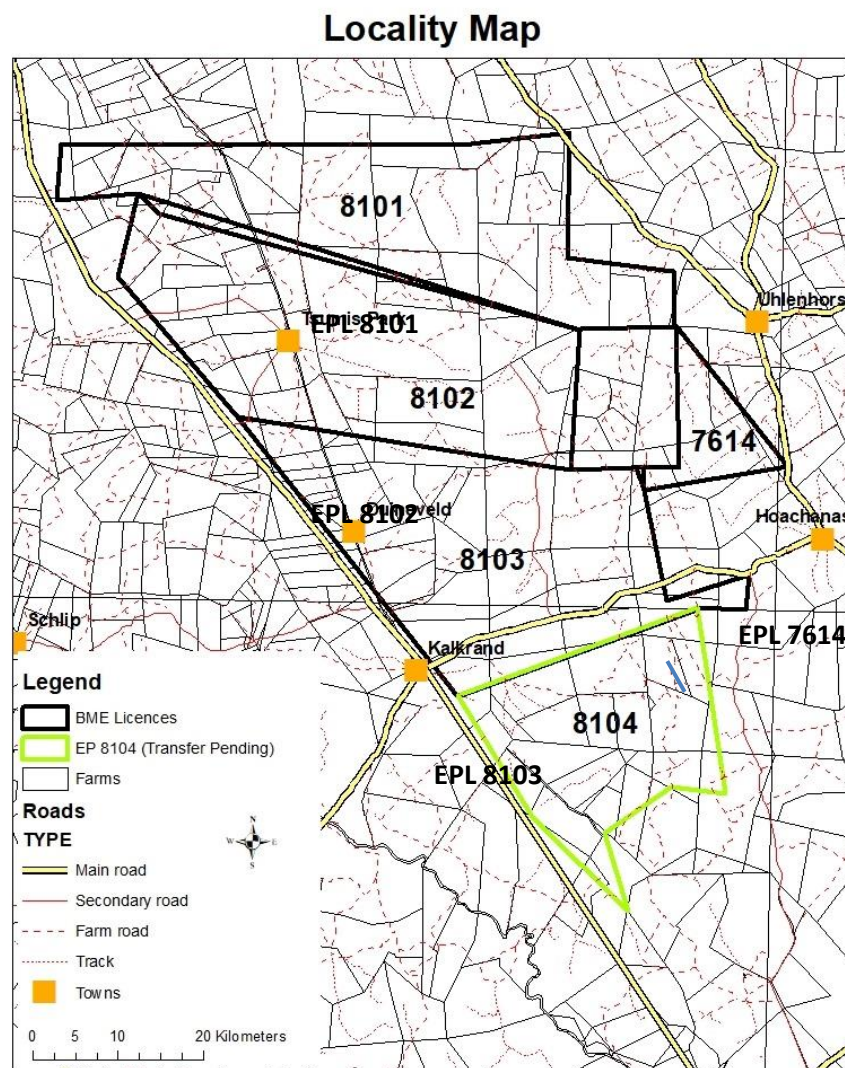 Locality Map
8101
Uhlenhors
EPL 8101
8102
7614
EPL 8102
Hoachanas
8103
Schlip
EPL 7614
Kalkrand
8104
EPL 8103
Legend
BME Licences
EP 8104 (Transfer Pending)
Farms
Roads
TYPE
Main road
Secondary road
Farm road
Track
Towns
N
W
E
S
0 5 10 20 Kilometers